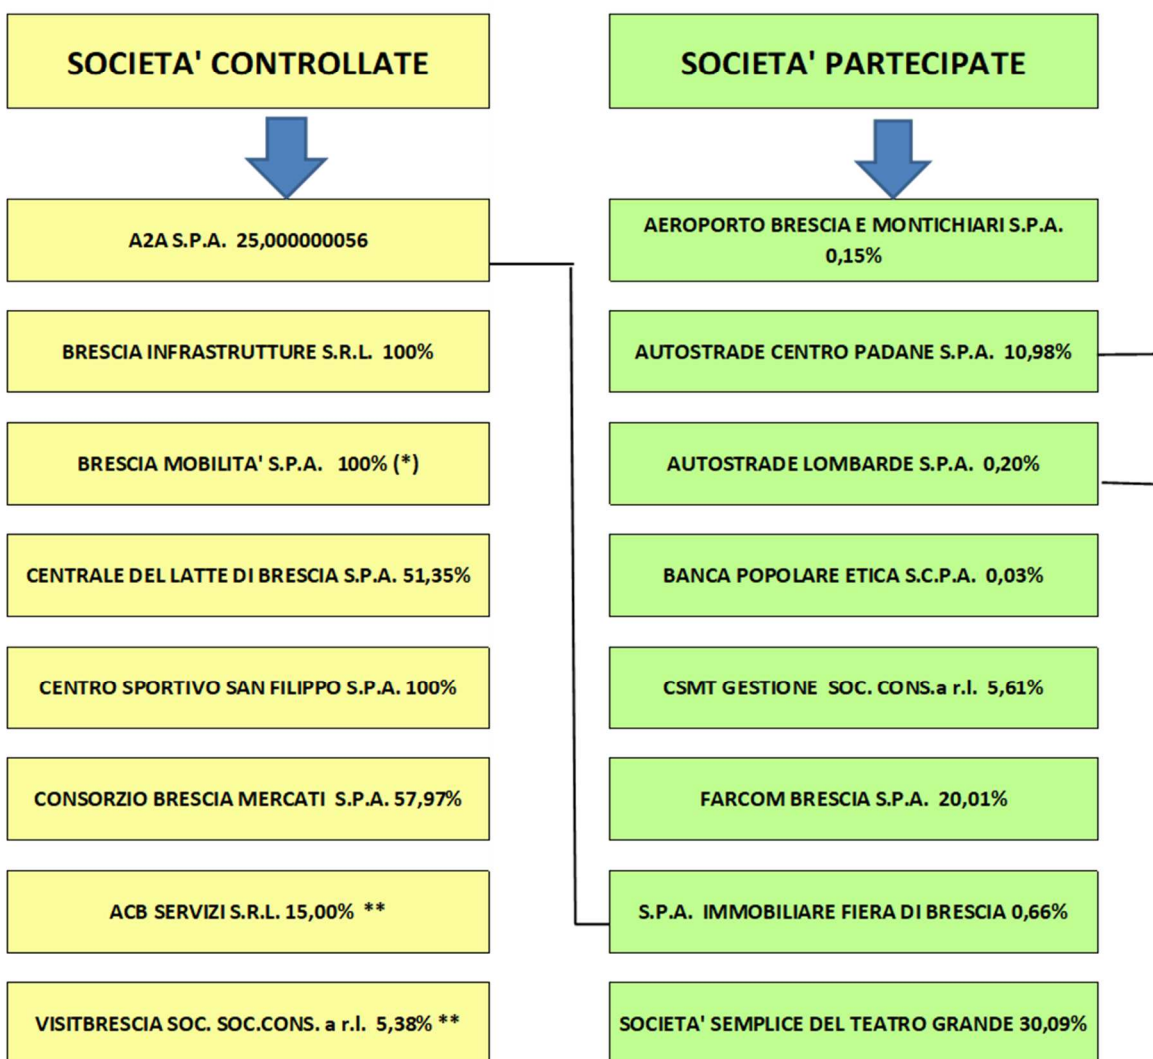 SOCIETA' CONTROLLATE
A2A S.P.A. 25,000000056
BRESCIA INFRASTRUTTURE S.R.L. 100%
BRESCIA MOBILITA' S.P.A. 100% (*)
CENTRALE DEL LATTE DI BRESCIA S.P.A. 51,35%
CENTRO SPORTIVO SAN FILIPPO S.P.A. 100%
CONSORZIO BRESCIA MERCATI S.P.A. 57,97%
ACB SERVIZI S.R.L. 15,00% **
VISITBRESCIA SOC. SOC.CONS. a r.l. 5,38% **
SOCIETA' PARTECIPATE
AEROPORTO BRESCIA E MONTICHIARI S.P.A.
0,15%
AUTOSTRADE CENTRO PADANE S.P.A. 10,98%
AUTOSTRADE LOMBARDE S.P.A. 0,20%
BANCA POPOLARE ETICA S.C.P.A. 0,03%
CSMT GESTIONE SOC. CONS.a r.l. 5,61%
FARCOM BRESCIA S.P.A. 20,01%
S.P.A. IMMOBILIARE FIERA DI BRESCIA 0,66%
SOCIETA' SEMPLICE DEL TEATRO GRANDE 30,09%